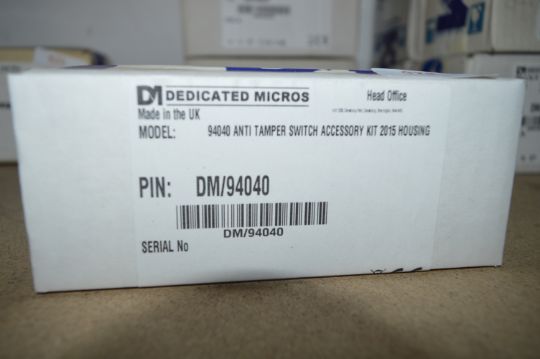 DM DEDICATED MICROS
Head Office
Made in the UK
MODEL: 94040 ANTI TAMPER SWITCH ACCESSORY KIT 2015 HOUSING
PIN: DM/94040
DM/94040
SERIAL No